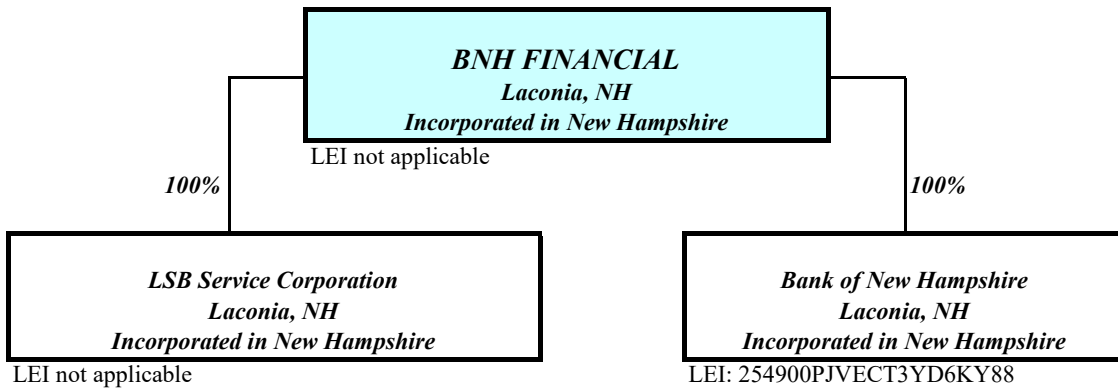 BNH FINANCIAL
Laconia, NH
Incorporated in New Hampshire
LEI not applicable
100%
100%
LSB Service Corporation
Laconia, NH
Incorporated in New Hampshire
LEI not applicable
Bank of New Hampshire
Laconia, NH
Incorporated in New Hampshire
LEI: 254900PJVECT3YD6KY88